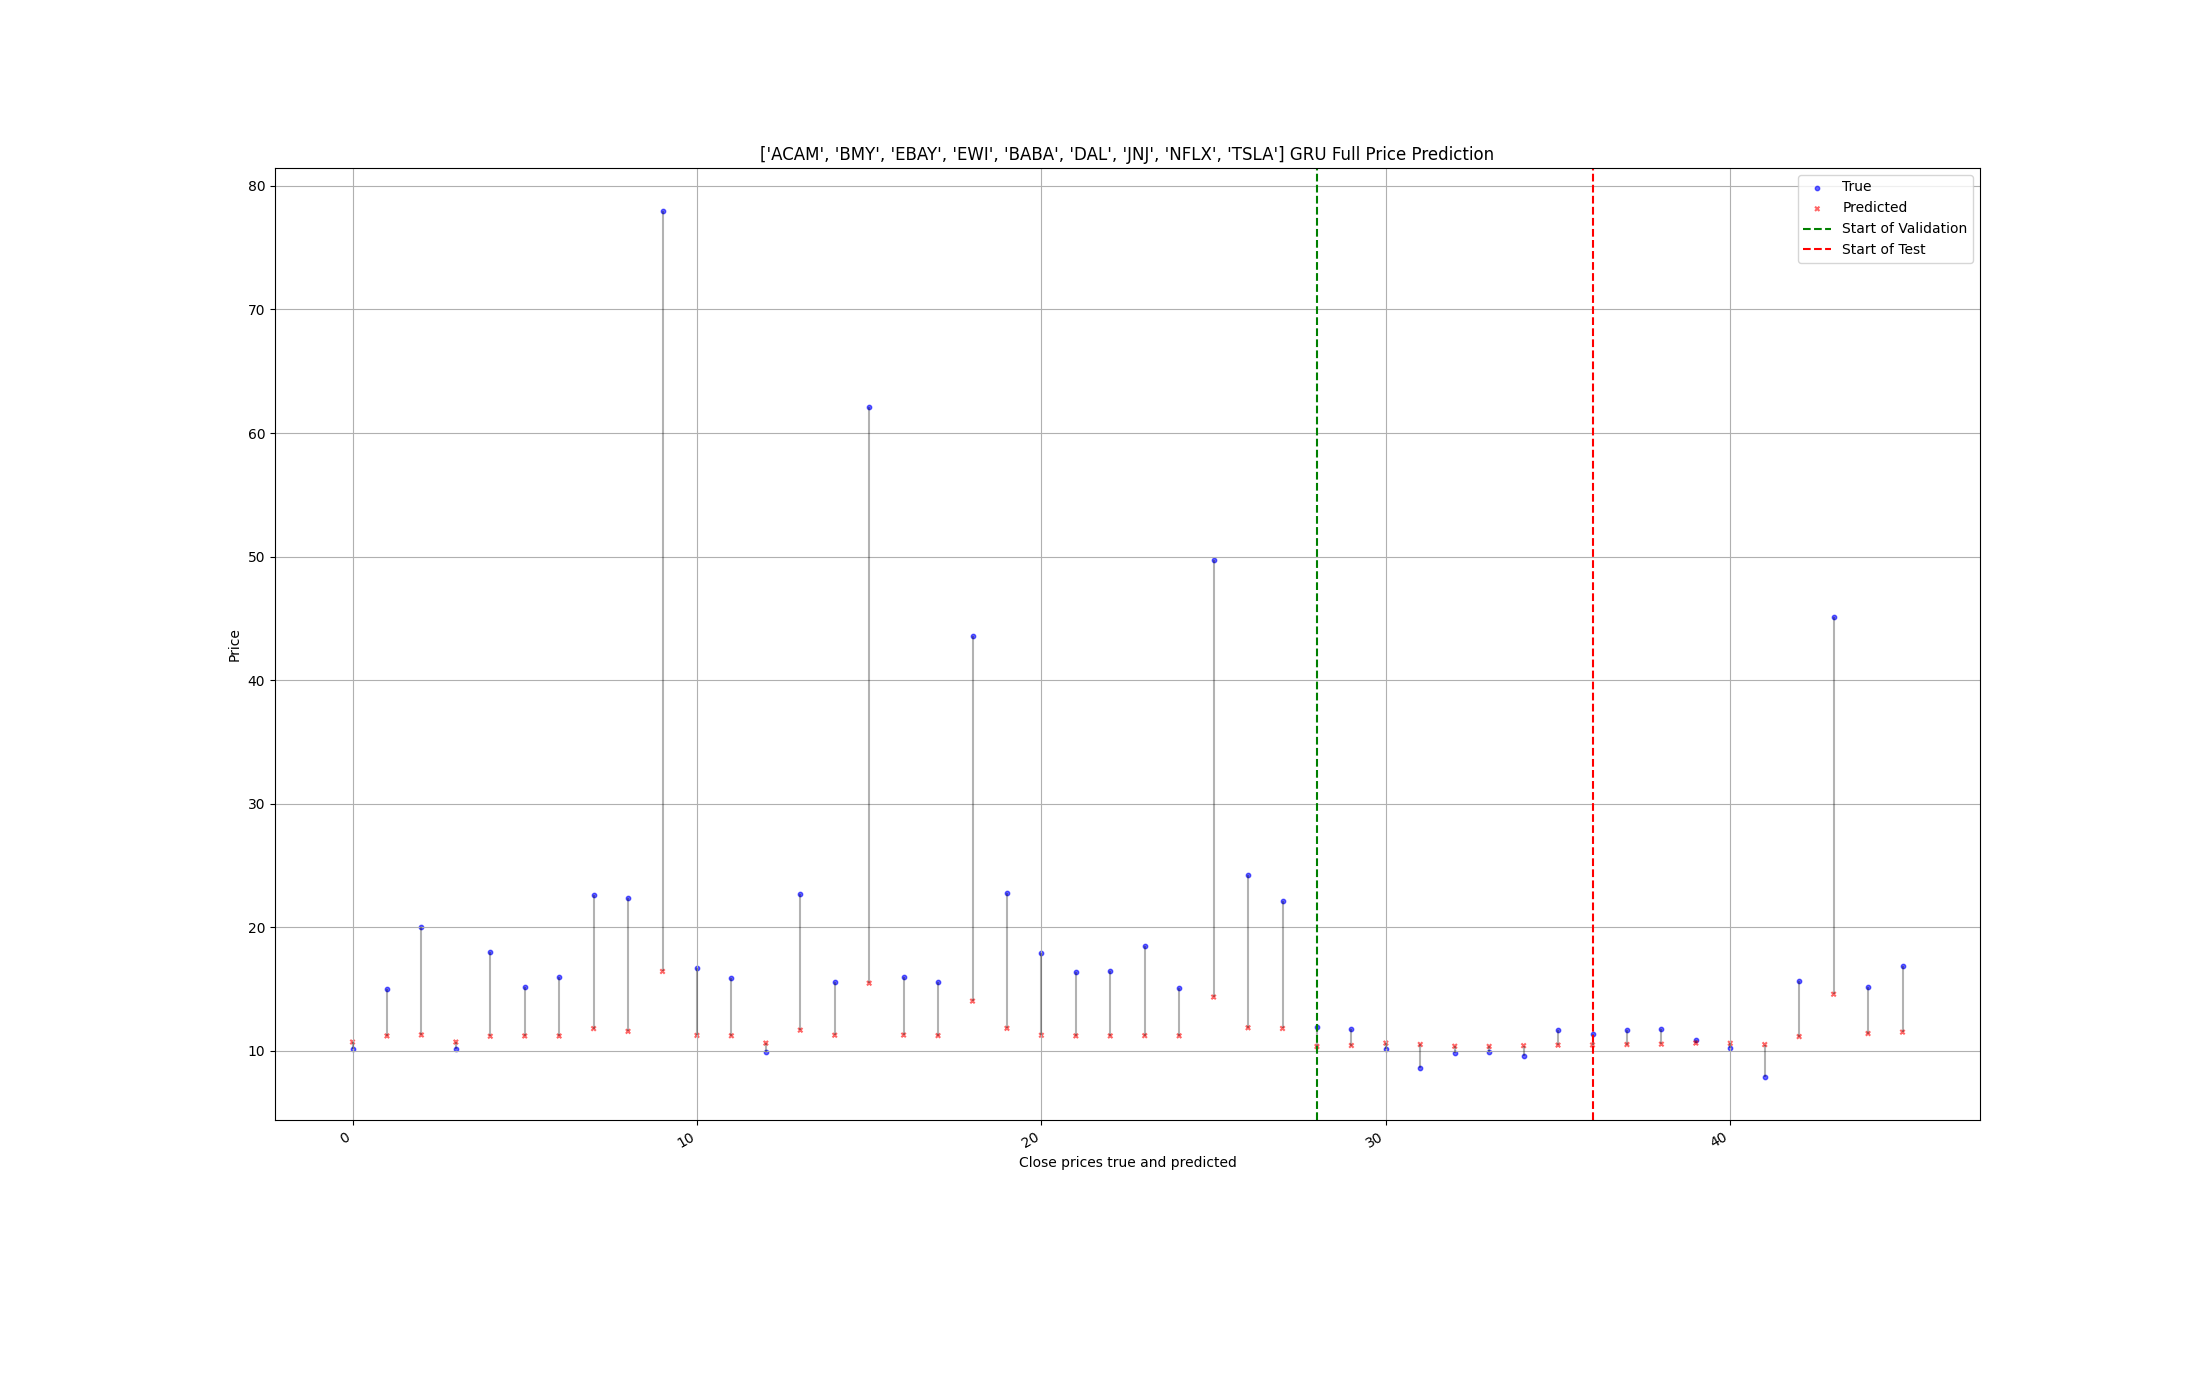 ['ACAM', 'BMY', 'EBAY', 'EWI', 'BABA', 'DAL', 'JNJ', 'NFLX', 'TSLA'] GRU Full Price Prediction
True
Predicted
Start of Validation
Start of Test
80
70
60
50
40
30
20
10
Price
0
10
20
30
40
Close prices true and predicted